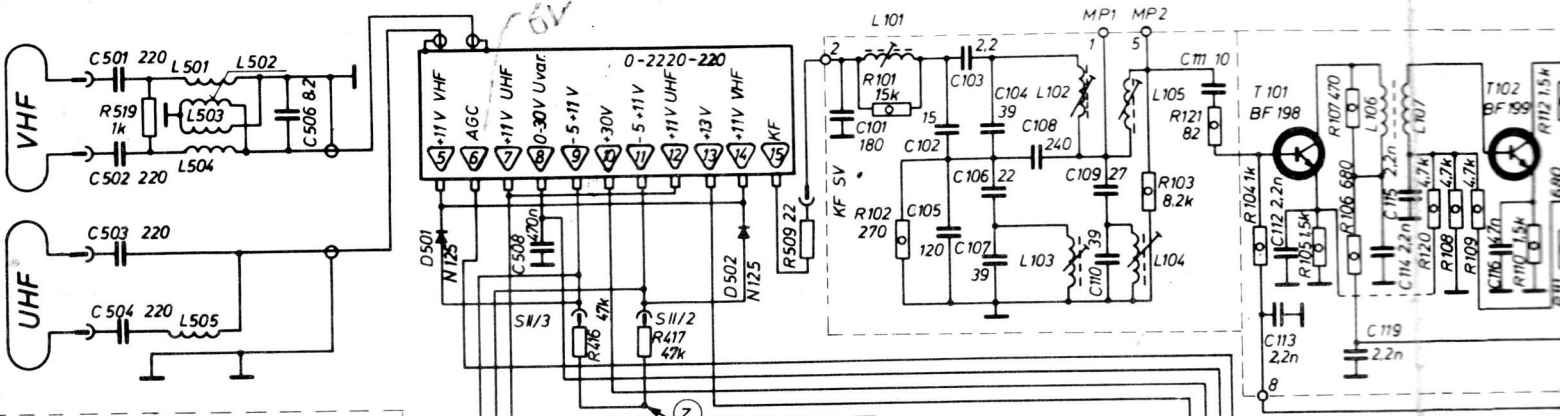 VHF
C501 220
L501
L502
R519
1k
L503
C506 8.2
C502 220
L504
UHF
C503 220
C504 220
L505
6V
0-2220-220
+11V VHF
AGC
+11V UHF
0-30V U var.
-5+11V
+30V
-5+11V
+11V UHF
+13V
+11V VHF
KF
5 6 7 8 9 10 11 12 13 14 15
D501
N125
C508
470n
SII/3
R416
47k
SII/2
R417
47k
D502
N125
R509 22
Z
2
L101
R101
15k
C101
180
2,2
C103
C104
39
L102
15
C102
C108
240
KF SV
R102
270
C105
120
C106 22
C107
39
L103
MP1
1
MP2
5
L105
C109 27
R103
8.2k
39
C110
L104
C111 10
R121
82
T101
BF198
R107 470
L106
L107
T102
BF199
R112 1.5k
R104 1k
C112 2,2n
R105 1.5k
R106 680
C115 2,2n
C114 2,2n
4,7k
R120
4,7k
R108
4,7k
R109
C116 4,7n
R110 1.5k
680
C113
2,2n
C119
2,2n
8